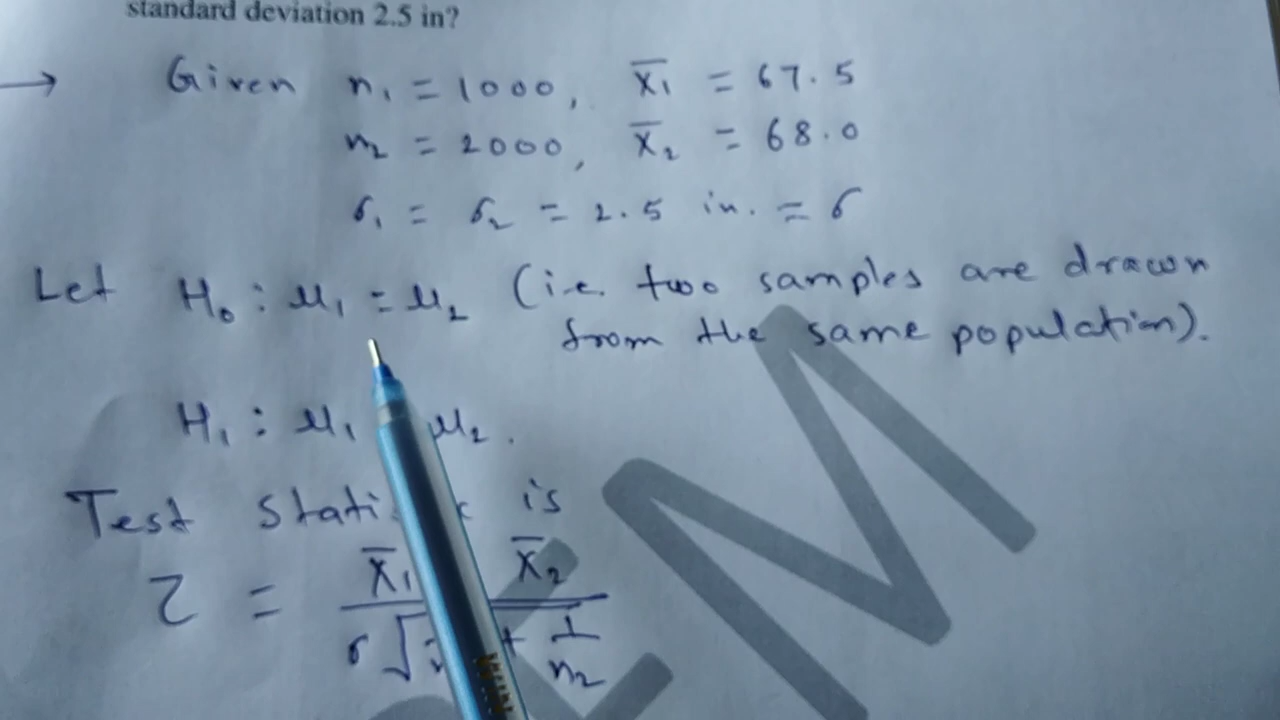 standard deviation 2.5 in?
→ Given n₁ = 1000, x̄₁ = 67.5
n₂ = 2000, x̄₂ = 68.0
σ₁ = σ₂ = 2.5 in. = σ
Let H₀ : μ₁ = μ₂ (i.e. two samples are drawn
from the same population).
H₁ : μ₁ μ₂.
Test is
Z = x̄₁ x̄₂
σ√ + 1/n₂